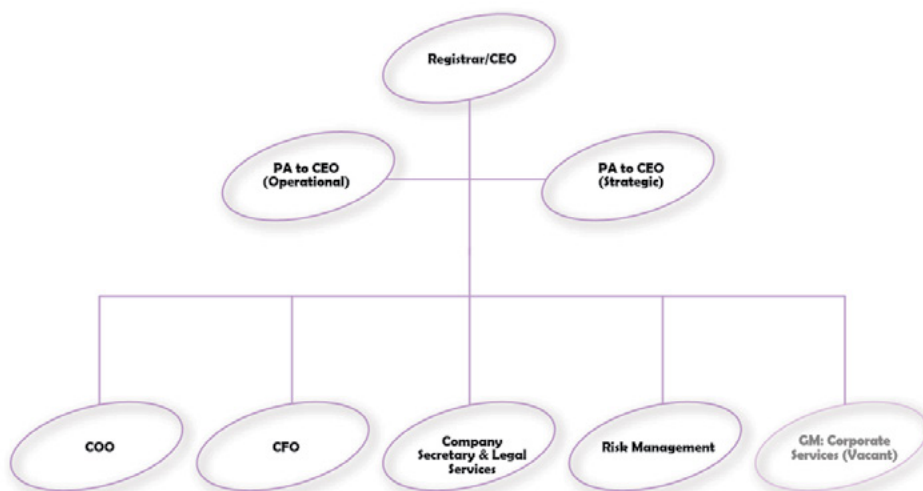 Registrar/CEO
PA to CEO
(Operational)
PA to CEO
(Strategic)
COO
CFO
Company
Secretary & Legal
Services
Risk Management
GM: Corporate
Services (Vacant)